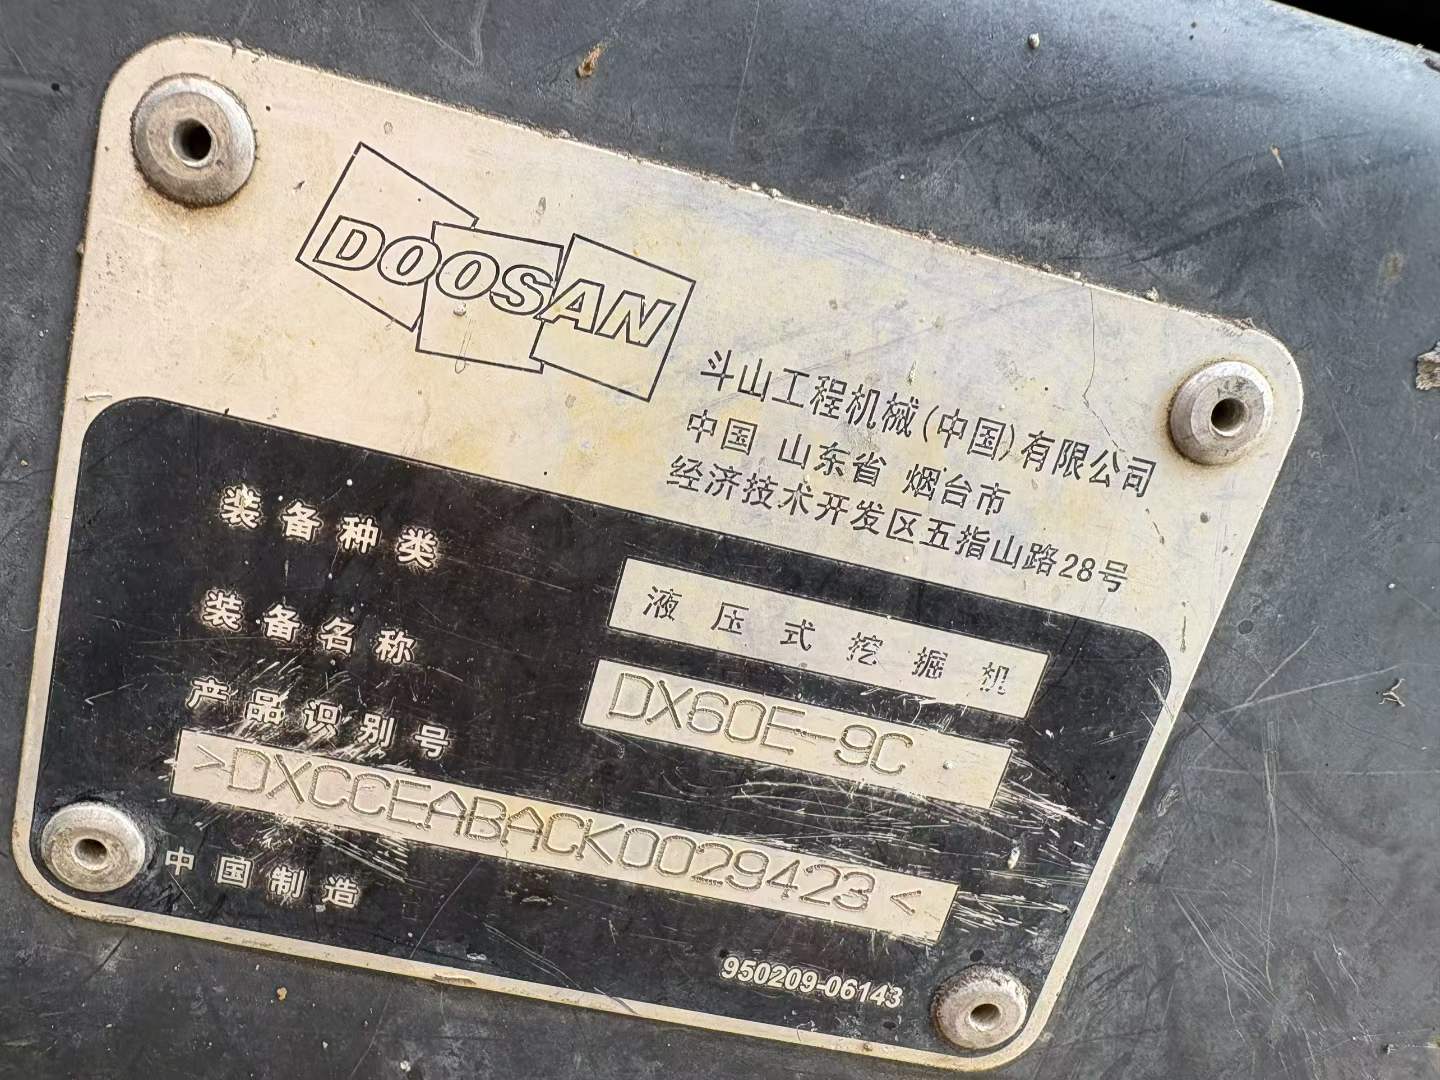 DOOSAN
斗山工程机械(中国)有限公司
中国 山东省 烟台市
经济技术开发区五指山路28号
装备种类 液压式挖掘机
装备名称 DX60E-9C
产品识别号
>DXCCEABACK0029423<
中国制造
950209-06143